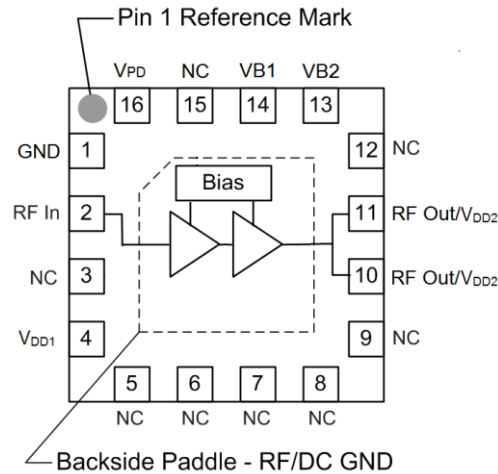 Pin 1 Reference Mark
VPD NC VB1 VB2
16 15 14 13
GND 1 12 NC
Bias
RF In 2 11 RF Out/VDD2
NC 3 10 RF Out/VDD2
VDD1 4 9 NC
5 6 7 8
NC NC NC NC
Backside Paddle - RF/DC GND